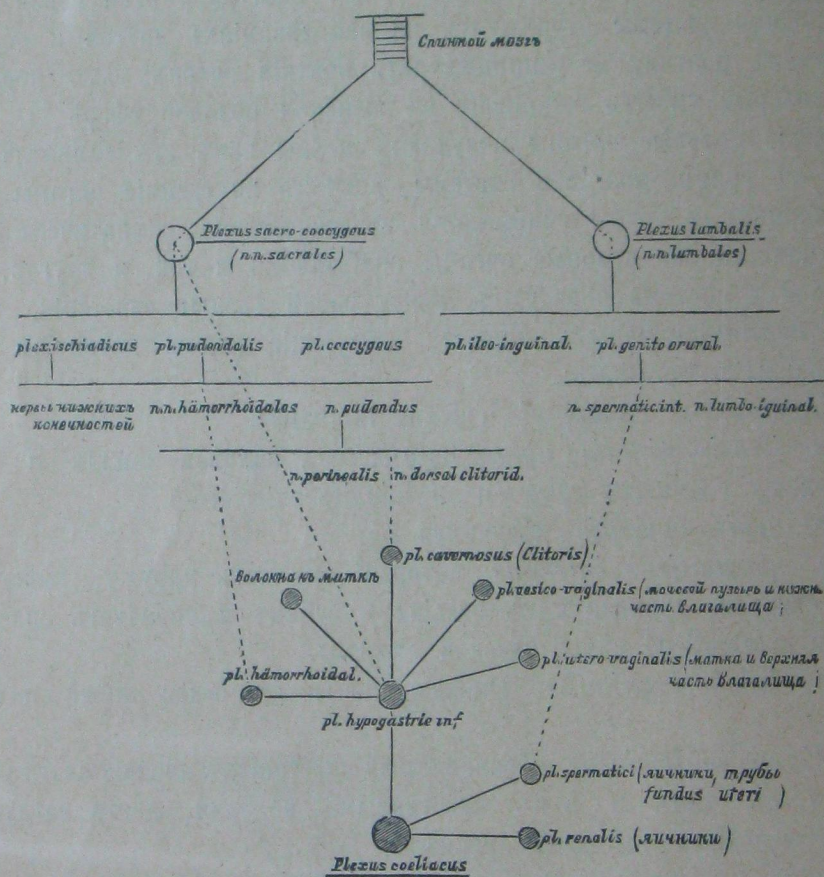 Спинной мозгъ
Plexus sacro-coccygeus
(n.n. sacrales)
Plexus lumbalis
(n.n. lumbales)
plex. ischiadicus
pl. pudendalis
pl. coccygeus
pl. ileo-inguinal.
pl. genito crural.
нервы нижнихъ
конечностей
n.n. hämorrhoidales
n. pudendus
n. spermatic. int.
n. lumbo-iguinal.
n. perinealis
n. dorsal clitorid.
pl. cavernosus (Clitoris)
Волокна къ маткѣ
pl. vesico-vaginalis (мочевой пузырь и нижн.
часть влагалища)
pl. utero vaginalis (матка и верхняя
часть влагалища)
pl. hämorrhoidal.
pl. hypogastric inf
pl. spermatici (яичники, трубы
fundus uteri)
pl. renalis (яичники)
Plexus coeliacus